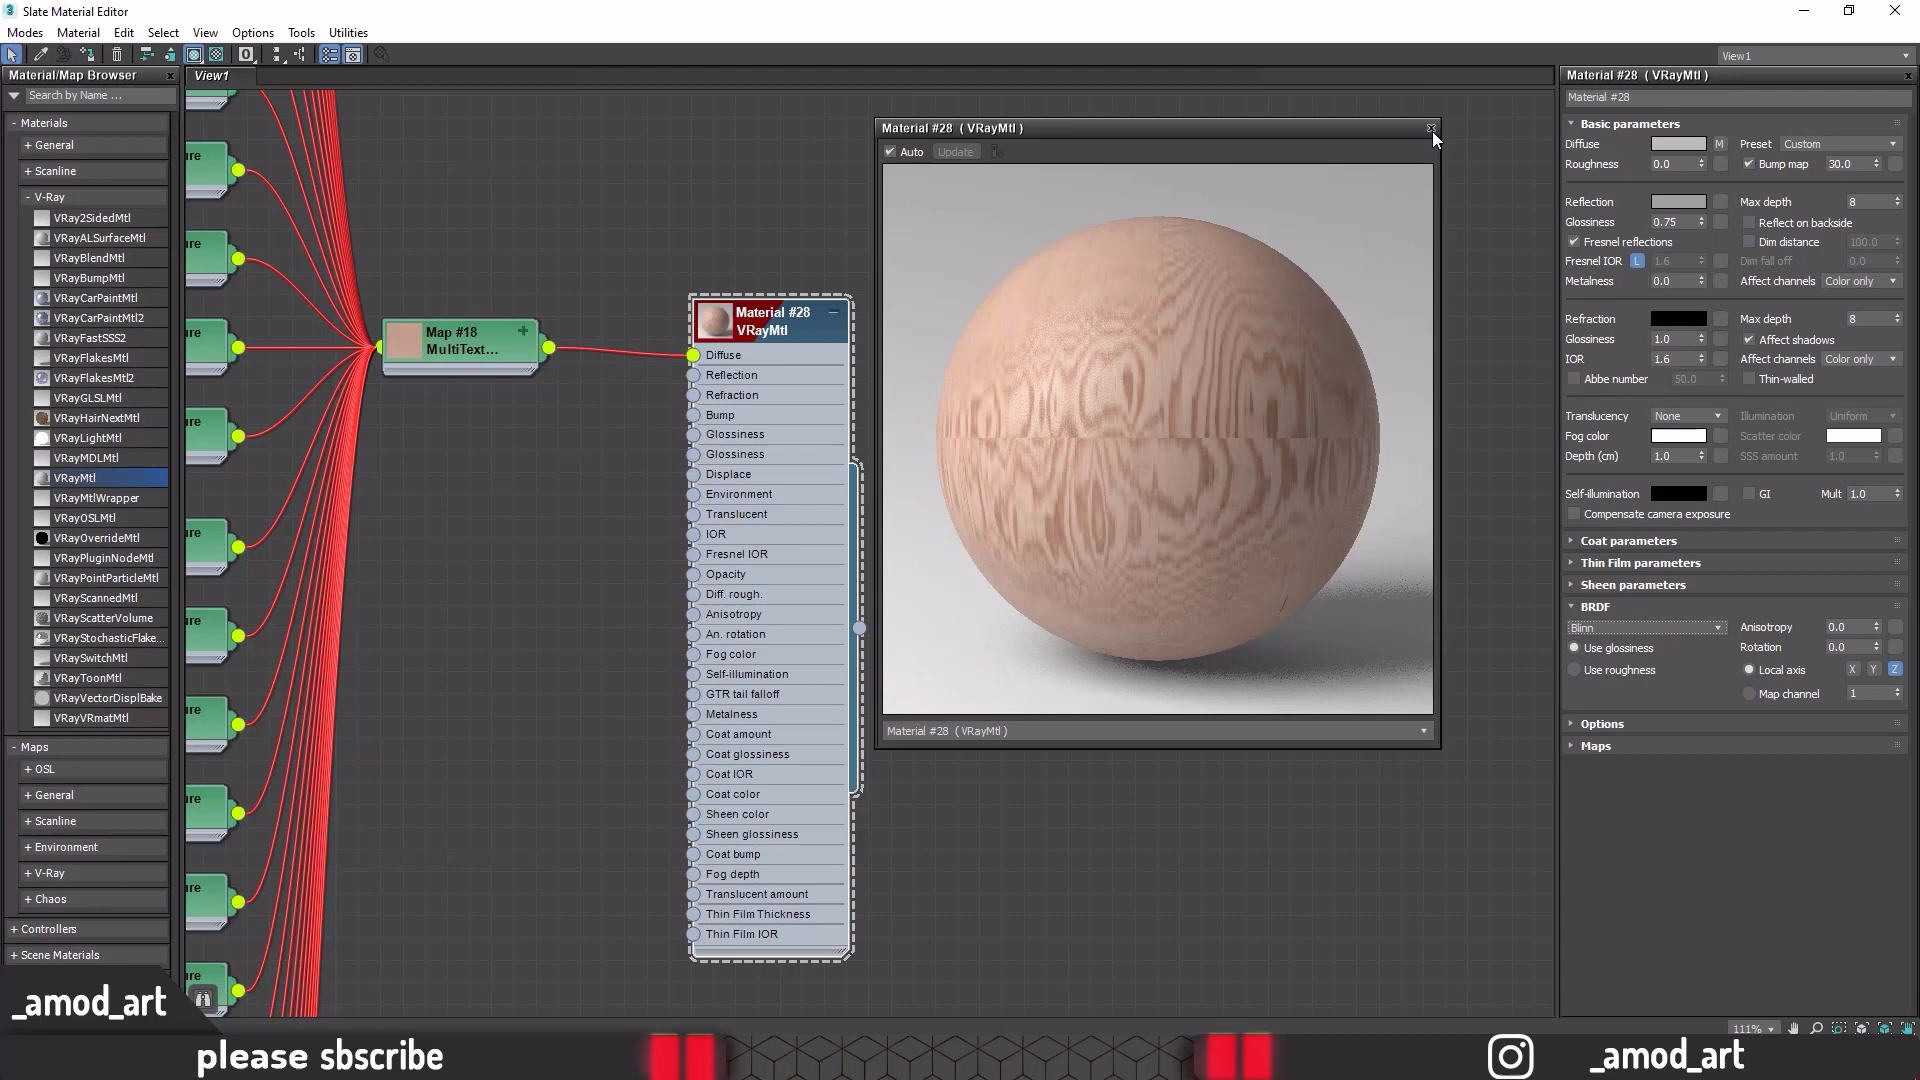 Slate Material Editor
Modes Material Edit Select View Options Tools Utilities
View1
Material/Map Browser
Search by Name ...
- Materials
+ General
+ Scanline
- V-Ray
VRay2SidedMtl
VRayALSurfaceMtl
VRayBlendMtl
VRayBumpMtl
VRayCarPaintMtl
VRayCarPaintMtl2
VRayFastSSS2
VRayFlakesMtl
VRayFlakesMtl2
VRayGLSLMtl
VRayHairNextMtl
VRayLightMtl
VRayMDLMtl
VRayMtl
VRayMtlWrapper
VRayOSLMtl
VRayOverrideMtl
VRayPluginNodeMtl
VRayPointParticleMtl
VRayScannedMtl
VRayScatterVolume
VRayStochasticFlake...
VRaySwitchMtl
VRayToonMtl
VRayVectorDisplBake
VRayVRmatMtl
- Maps
+ OSL
+ General
+ Scanline
+ Environment
+ V-Ray
+ Chaos
+ Controllers
+ Scene Materials
View1
ure
ure
ure
ure
ure
ure
ure
ure
ure
ure
Map #18
MultiText...
Material #28
VRayMtl
Diffuse
Reflection
Refraction
Bump
Glossiness
Glossiness
Displace
Environment
Translucent
IOR
Fresnel IOR
Opacity
Diff. rough.
Anisotropy
An. rotation
Fog color
Self-illumination
GTR tail falloff
Metalness
Coat amount
Coat glossiness
Coat IOR
Coat color
Sheen color
Sheen glossiness
Coat bump
Fog depth
Translucent amount
Thin Film Thickness
Thin Film IOR
Material #28 ( VRayMtl )
Auto Update
Material #28 ( VRayMtl )
Material #28 ( VRayMtl )
Material #28
Basic parameters
Diffuse M Preset Custom
Roughness 0.0 Bump map 30.0
Reflection Max depth 8
Glossiness 0.75 Reflect on backside
Fresnel reflections Dim distance 100.0
Fresnel IOR L 1.6 Dim fall off 0.0
Metalness 0.0 Affect channels Color only
Refraction Max depth 8
Glossiness 1.0 Affect shadows
IOR 1.6 Affect channels Color only
Abbe number 50.0 Thin-walled
Translucency None Illumination Uniform
Fog color Scatter color
Depth (cm) 1.0 SSS amount 1.0
Self-illumination GI Mult 1.0
Compensate camera exposure
Coat parameters
Thin Film parameters
Sheen parameters
BRDF
Blinn Anisotropy 0.0
Use glossiness Rotation 0.0
Use roughness Local axis X Y Z
Map channel 1
Options
Maps
111%
_amod_art
please sbscribe
_amod_art